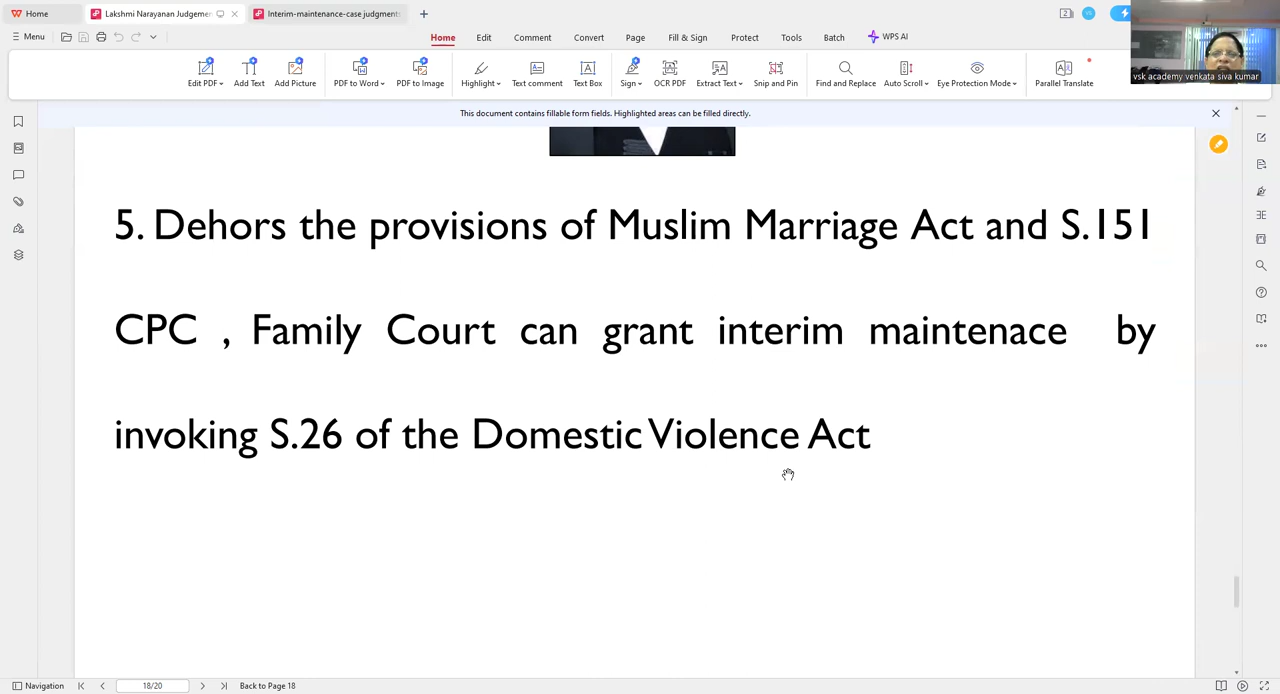 Home
Lakshmi Narayanan Judgemen
Interim-maintenance-case judgments
2
Menu
Home Edit Comment Convert Page Fill & Sign Protect Tools Batch WPS AI
vsk academy venkata siva kumar
Edit PDF Add Text Add Picture PDF to Word PDF to Image Highlight Text comment Text Box Sign OCR PDF Extract Text Snip and Pin Find and Replace Auto Scroll Eye Protection Mode Parallel Translate
This document contains fillable form fields. Highlighted areas can be filled directly.
5. Dehors the provisions of Muslim Marriage Act and S.151
CPC , Family Court can grant interim maintenace by
invoking S.26 of the Domestic Violence Act
Navigation 18/20 Back to Page 18